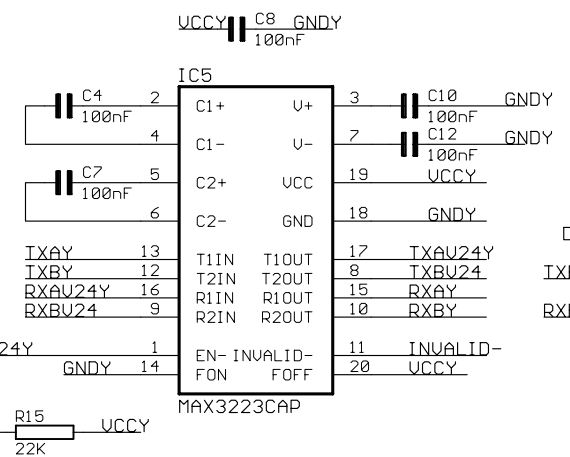 VCCY C8 GNDY
100nF
IC5
C4 2 C1+ V+ 3 C10 GNDY
100nF 100nF
4 C1- V- 7 C12 GNDY
100nF
C7 5 C2+ VCC 19 VCCY
100nF
6 C2- GND 18 GNDY
TXAY 13 T1IN T1OUT 17 TXAV24Y
TXBY 12 T2IN T2OUT 8 TXBV24
RXAV24Y 16 R1IN R1OUT 15 RXAY
RXBV24 9 R2IN R2OUT 10 RXBY
24Y 1 EN- INVALID- 11 INVALID-
GNDY 14 FON FOFF 20 VCCY
MAX3223CAP
R15 VCCY
22K